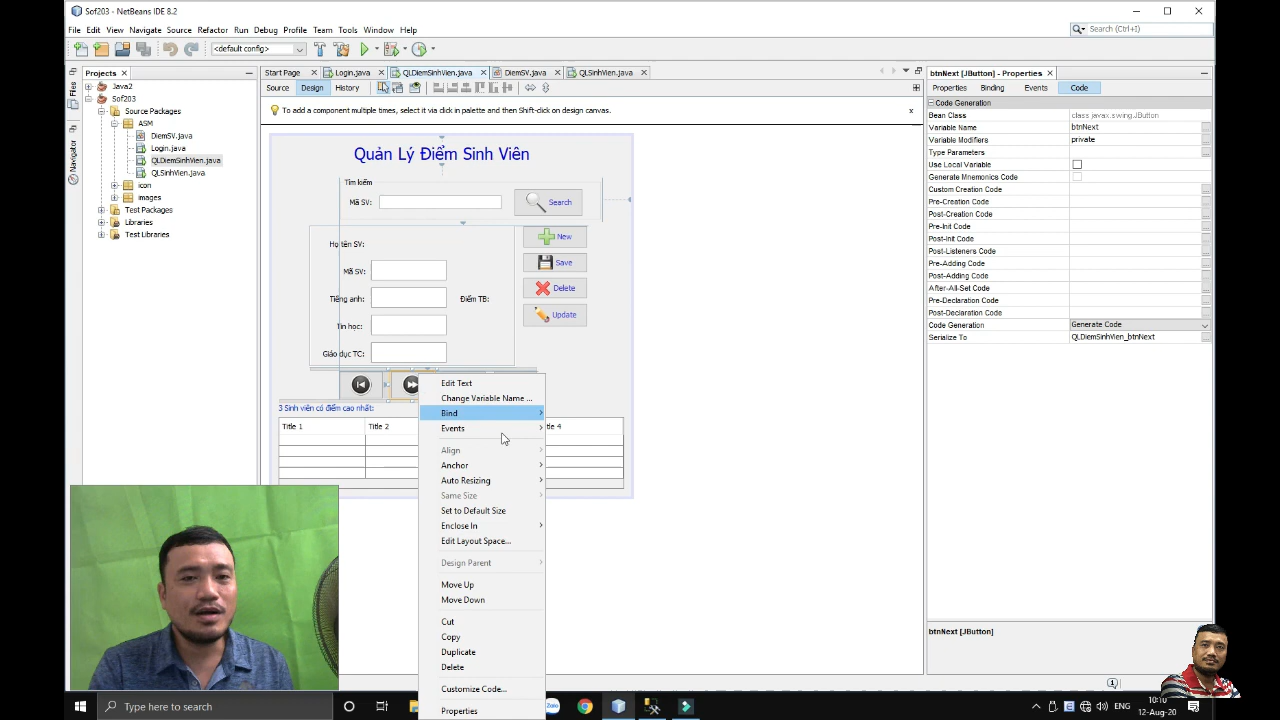 Sof203 - NetBeans IDE 8.2
File Edit View Navigate Source Refactor Run Debug Profile Team Tools Window Help
Search (Ctrl+I)
<default config>
Projects
Start Page
Login.java
QLDiemSinhVien.java
DiemSV.java
QLSinhVien.java
btnNext [JButton] - Properties
Files
Navigator
Java2
Sof203
Source Packages
ASM
DiemSV.java
Login.java
QLDiemSinhVien.java
QLSinhVien.java
icon
images
Test Packages
Libraries
Test Libraries
Source Design History
To add a component multiple times, select it via click in palette and then Shift-click on design canvas.
x
Quản Lý Điểm Sinh Viên
Tìm kiếm
Mã SV:
Search
Họ tên SV:
New
Mã SV:
Save
Tiếng anh:
Điểm TB:
Delete
Tin học:
Update
Giáo dục TC:
3 Sinh viên có điểm cao nhất:
Title 1
Title 2
tle 4
Edit Text
Change Variable Name ...
Bind
Events
Align
Anchor
Auto Resizing
Same Size
Set to Default Size
Enclose In
Edit Layout Space...
Design Parent
Move Up
Move Down
Cut
Copy
Duplicate
Delete
Customize Code...
Properties
Properties Binding Events Code
Code Generation
Bean Class class javax.swing.JButton
Variable Name btnNext
Variable Modifiers private
Type Parameters
Use Local Variable
Generate Mnemonics Code
Custom Creation Code
Pre-Creation Code
Post-Creation Code
Pre-Init Code
Post-Init Code
Post-Listeners Code
Pre-Adding Code
Post-Adding Code
After-All-Set Code
Pre-Declaration Code
Post-Declaration Code
Code Generation Generate Code
Serialize To QLDiemSinhVien_btnNext
btnNext [JButton]
Type here to search
Zalo
10:10
12-Aug-20